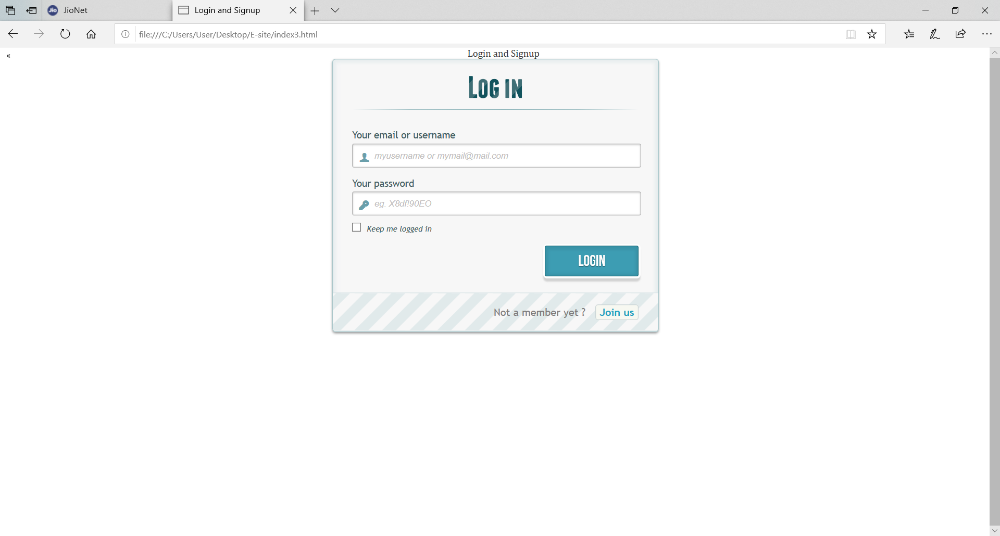 Jio JioNet
Login and Signup
file:///C:/Users/User/Desktop/E-site/index3.html
«
Login and Signup
LOG IN
Your email or username
myusername or mymail@mail.com
Your password
eg. X8df!90EO
Keep me logged in
LOGIN
Not a member yet ? Join us